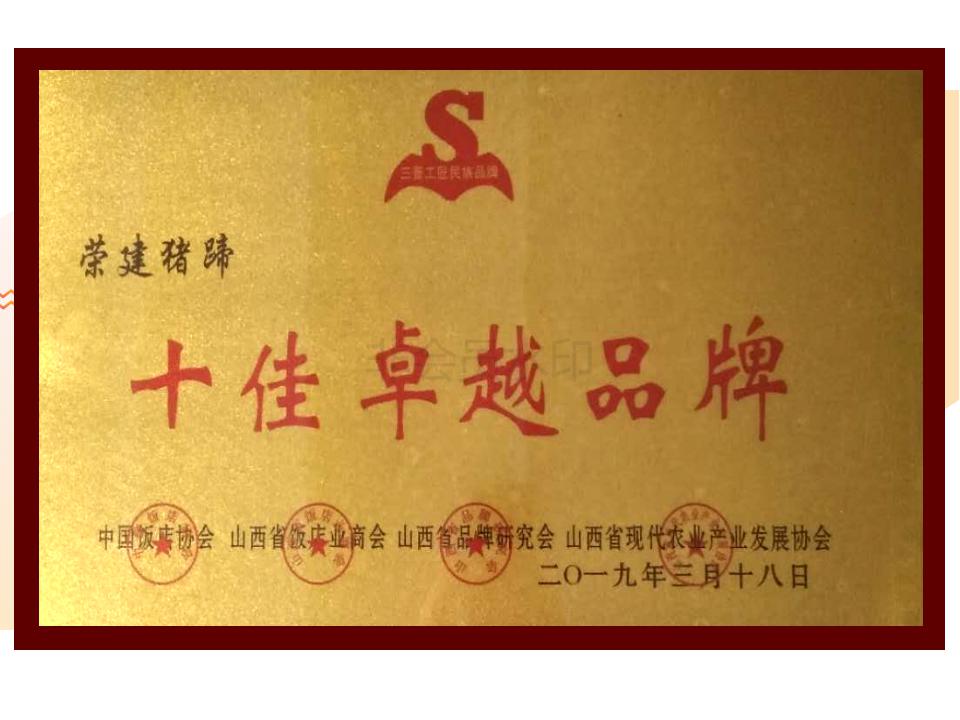 S
三晋工匠民族品牌
荣建猪蹄
十佳卓越品牌
中国饭店协会 山西省饭店业商会 山西省品牌研究会 山西省现代农业产业发展协会
二〇一九年三月十八日